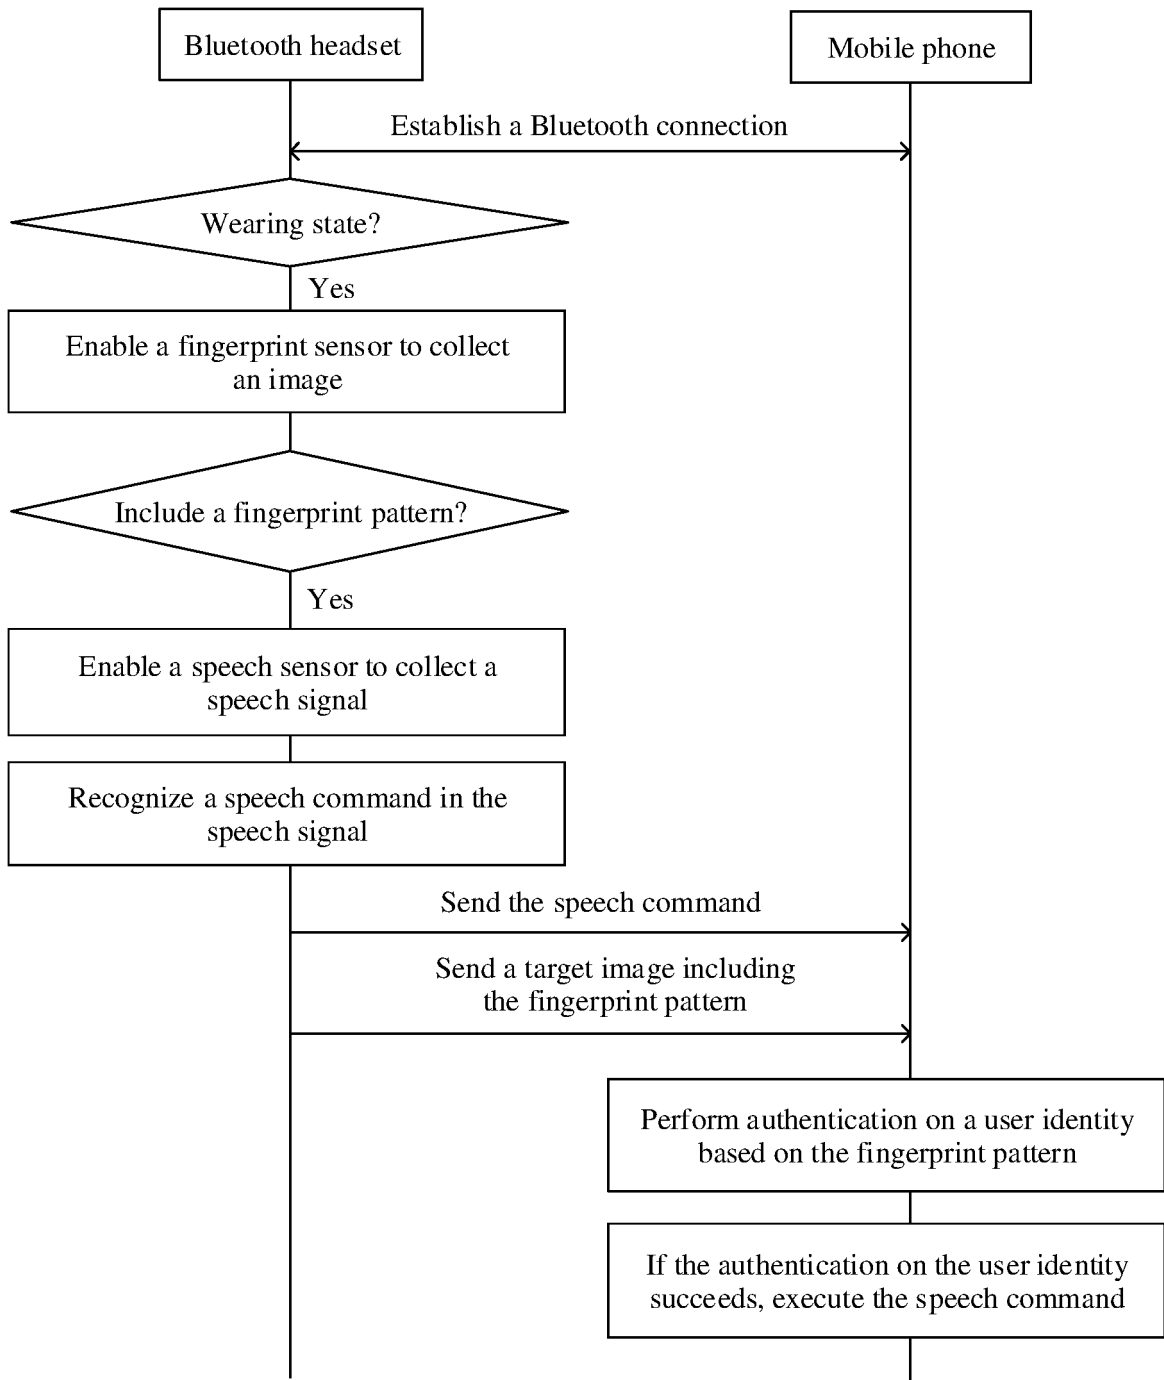 Bluetooth headset
Mobile phone
Establish a Bluetooth connection
Wearing state?
Yes
Enable a fingerprint sensor to collect
an image
Include a fingerprint pattern?
Yes
Enable a speech sensor to collect a
speech signal
Recognize a speech command in the
speech signal
Send the speech command
Send a target image including
the fingerprint pattern
Perform authentication on a user identity
based on the fingerprint pattern
If the authentication on the user identity
succeeds, execute the speech command